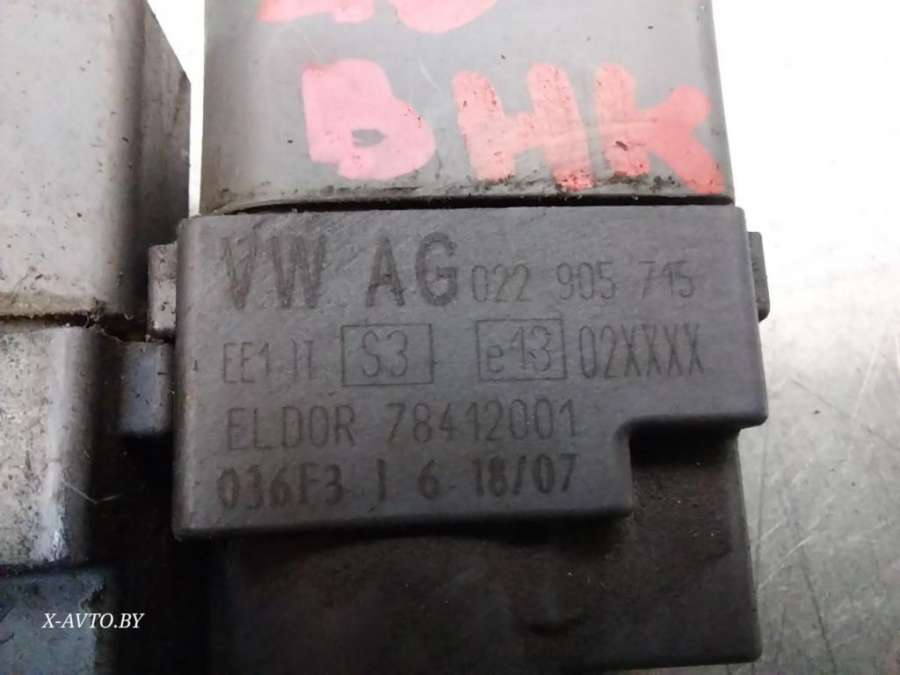 BHK
VW AG 022 905 715
EE1 IT S3 e13 02XXXX
ELDOR 78412001
036F3 I 6 18/07
X-AVTO.BY